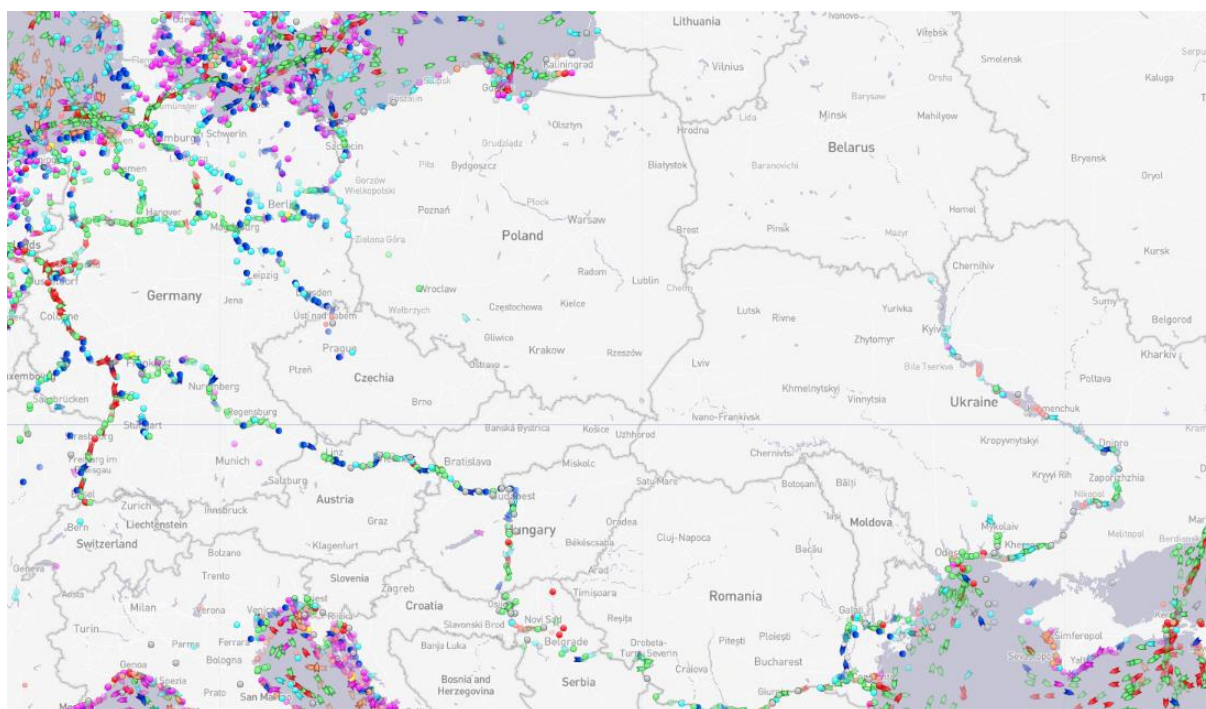 Lithuania
Vitebsk
Smolensk
Kaliningrad
Vilnius
Orsha
Kaluga
Koszalin
Barysaw
Minsk
Mahilyow
Schwerin
Olsztyn
Lida
Hrodna
Belarus
Szczecin
Grudziądz
Piła
Bydgoszcz
Białystok
Baranovichi
Bryansk
Gorzów
Wielkopolski
Oryol
Hanover
Berlin
Poznań
Płock
Warsaw
Homel
Magdeburg
Zielona Góra
Poland
Brest
Pinsk
Mazyr
Kursk
Leipzig
Radom
Lublin
Chernihiv
Germany
Jena
Dresden
Wroclaw
Kielce
Chełm
Sumy
Cologne
Ústí nad Labem
Wałbrzych
Częstochowa
Lutsk
Rivne
Yurivka
Belgorod
Kyiv
Prague
Gliwice
Zhytomyr
Frankfurt
Plzeň
Ostrava
Krakow
Rzeszów
Lviv
Bila Tserkva
Kharkiv
Czechia
Poltava
Saarbrücken
Nuremberg
Brno
Khmelnytskyi
Vinnytsia
Ukraine
Kremenchuk
Regensburg
Banská Bystrica
Košice
Uzhhorod
Ivano-Frankivsk
Strasbourg
Stuttgart
Kropyvnytskyi
Dnipro
Freiburg im
Breisgau
Munich
Linz
Bratislava
Miskolc
Chernivtsi
Kryvyi Rih
Zaporizhzhia
Salzburg
Satu Mare
Botoșani
Bălți
Nikopol
Basel
Zurich
Austria
Budapest
Bern
Liechtenstein
Innsbruck
Graz
Hungary
Oradea
Iași
Moldova
Mykolaiv
Melitopol
Switzerland
Klagenfurt
Békéscsaba
Cluj-Napoca
Kherson
Berdiansk
Geneva
Bolzano
Bacău
Odesa
Aosta
Trento
Slovenia
Zagreb
Arad
Milan
Verona
Venice
Rijeka
Croatia
Timișoara
Romania
Turin
Parma
Ferrara
Slavonski Brod
Novi Sad
Reșița
Galați
Simferopol
Genoa
Bologna
Banja Luka
Belgrade
Drobeta-
Turnu Severin
Pitești
Ploiești
Sevastopol
Yalta
La Spezia
Prato
San Marino
Bosnia and
Herzegovina
Serbia
Craiova
Bucharest
Giurgiu
Constanta